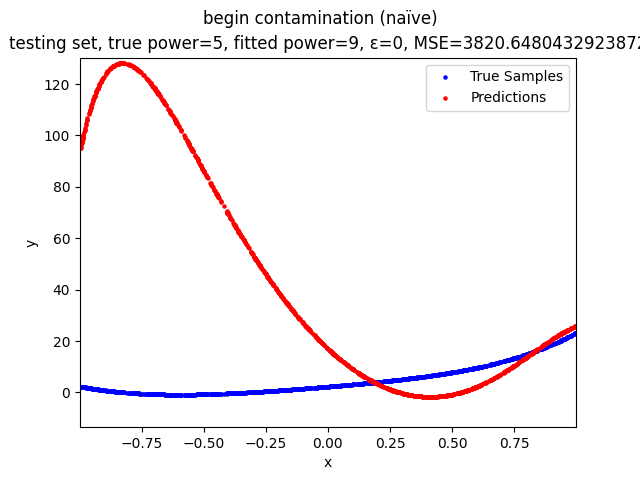 begin contamination (naïve)
testing set, true power=5, fitted power=9, ε=0, MSE=3820.6480432923872
True Samples
Predictions
120
100
80
60
40
20
0
y
−0.75
−0.50
−0.25
0.00
0.25
0.50
0.75
x